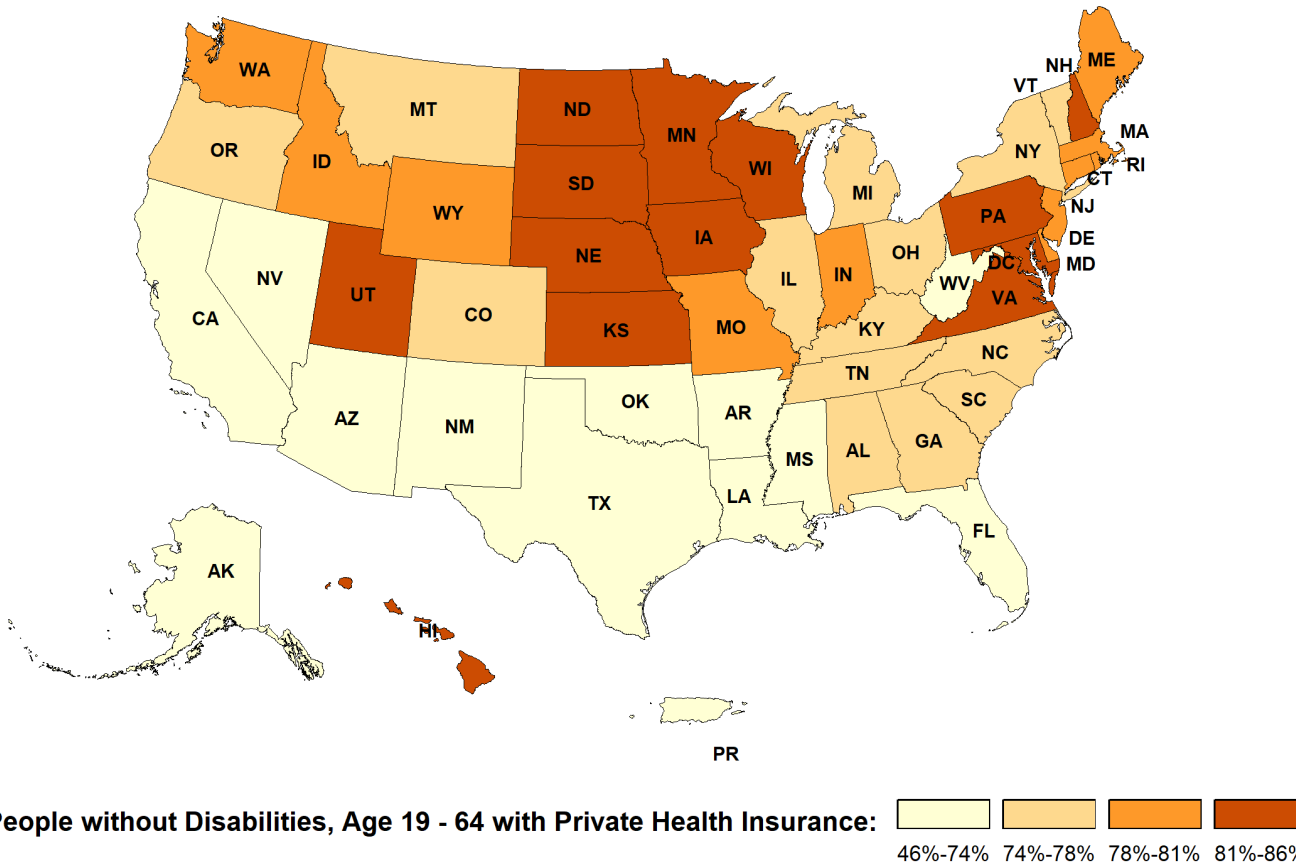 WA
MT
ND
MN
OR
ID
WY
SD
WI
MI
NY
VT
NH
ME
MA
RI
CT
NJ
DE
MD
DC
PA
NE
IA
IL
IN
OH
WV
VA
CA
NV
UT
CO
KS
MO
KY
NC
TN
SC
AZ
NM
OK
AR
MS
AL
GA
TX
LA
FL
AK
HI
PR
People without Disabilities, Age 19 - 64 with Private Health Insurance:
46%-74% 74%-78% 78%-81% 81%-86%